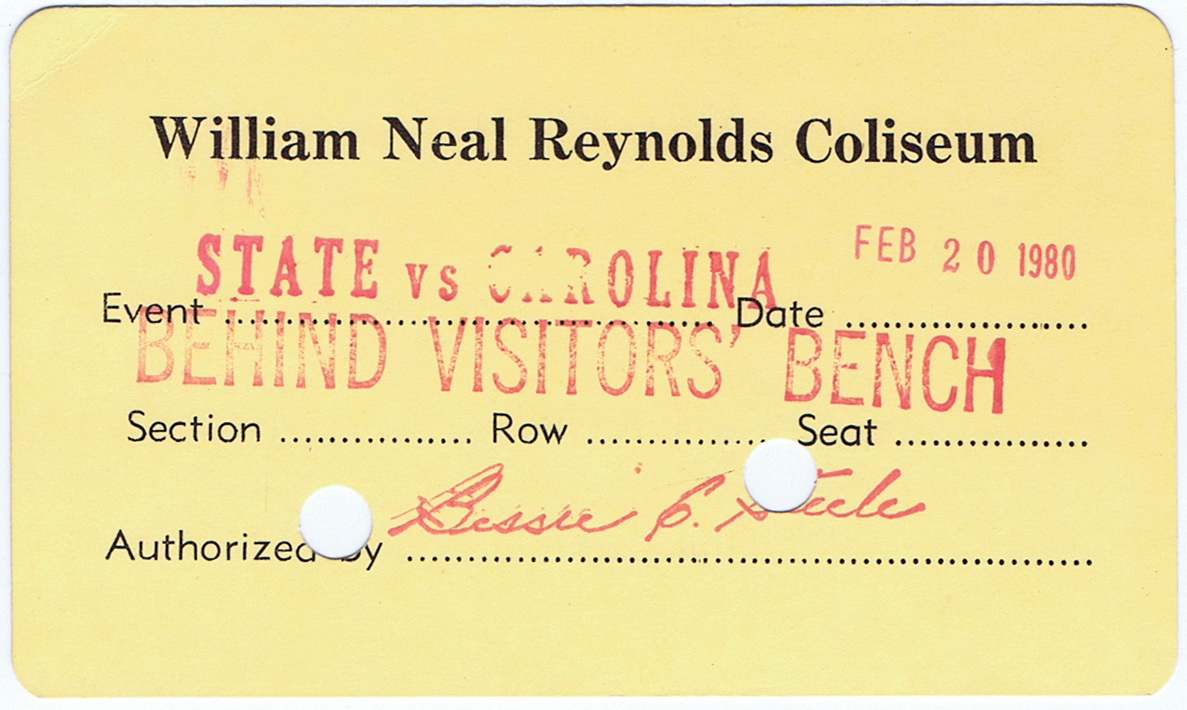 William Neal Reynolds Coliseum
STATE vs CAROLINA FEB 20 1980
Event ........................................ Date ....................
BEHIND VISITORS' BENCH
Section ................ Row ............... Seat ................
Bessie C. Steele
Authorized by ............................................................